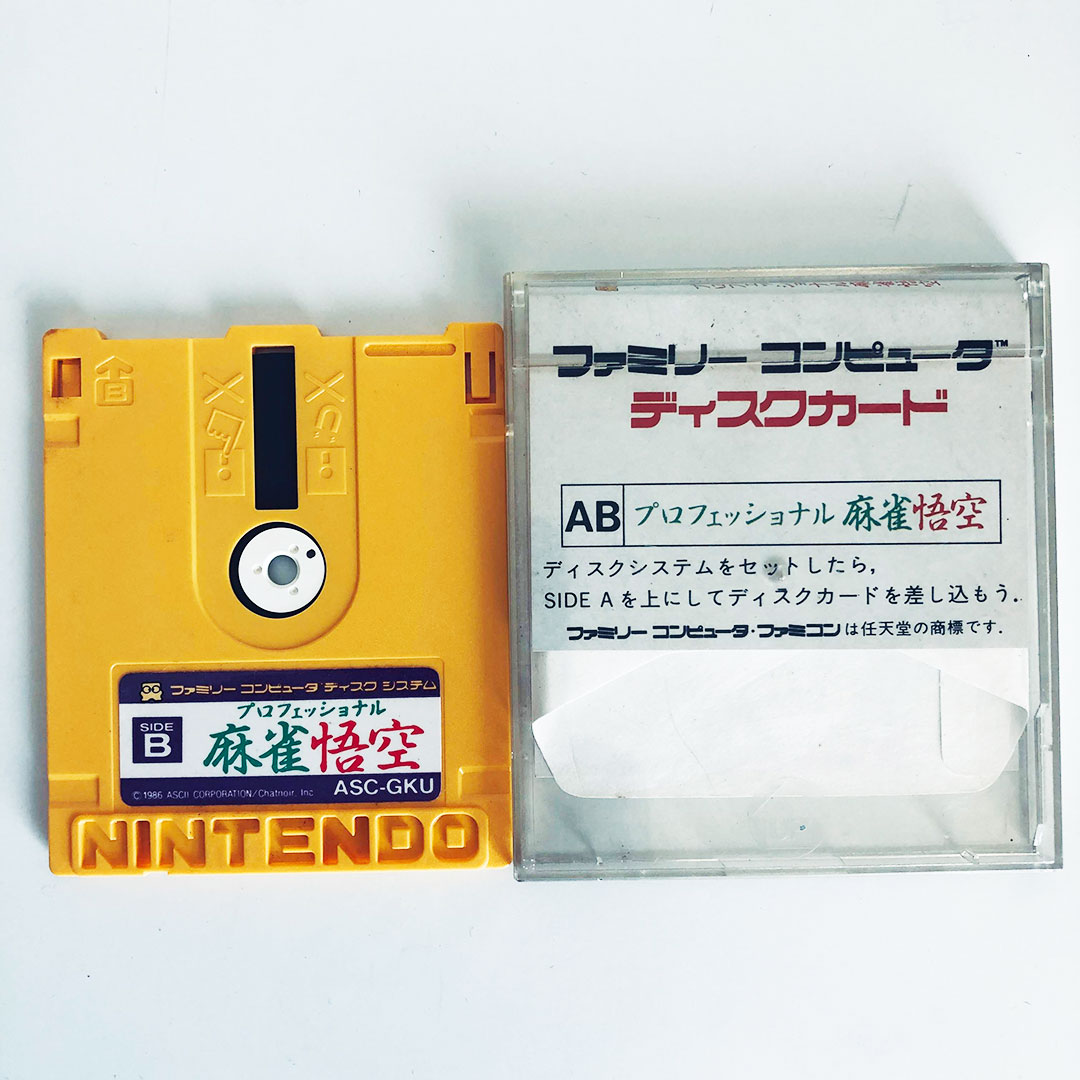 B
ファミリー コンピュータ ディスク システム
SIDE
B
プロフェッショナル
麻雀悟空
© 1986 ASCII CORPORATION/Chatnoir, Inc
ASC-GKU
NINTENDO
ファミリー コンピュータ™
ディスクカード
AB プロフェッショナル 麻雀悟空
ディスクシステムをセットしたら,
SIDE Aを上にしてディスクカードを差し込もう.
ファミリー コンピュータ・ファミコンは任天堂の商標です.